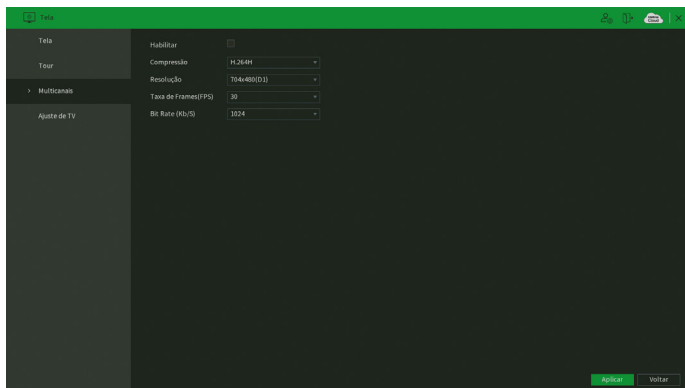 Tela
Tela
Tour
Multicanais
Ajuste de TV
Habilitar
Compressão H.264H
Resolução 704x480(D1)
Taxa de Frames(FPS) 30
Bit Rate (Kb/S) 1024
Aplicar Voltar